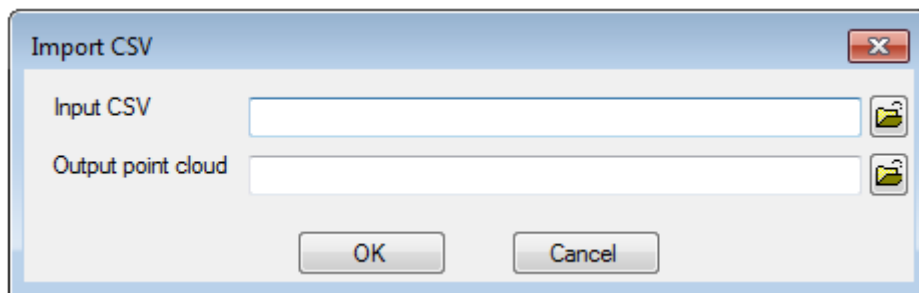 Import CSV
Input CSV
Output point cloud
OK Cancel